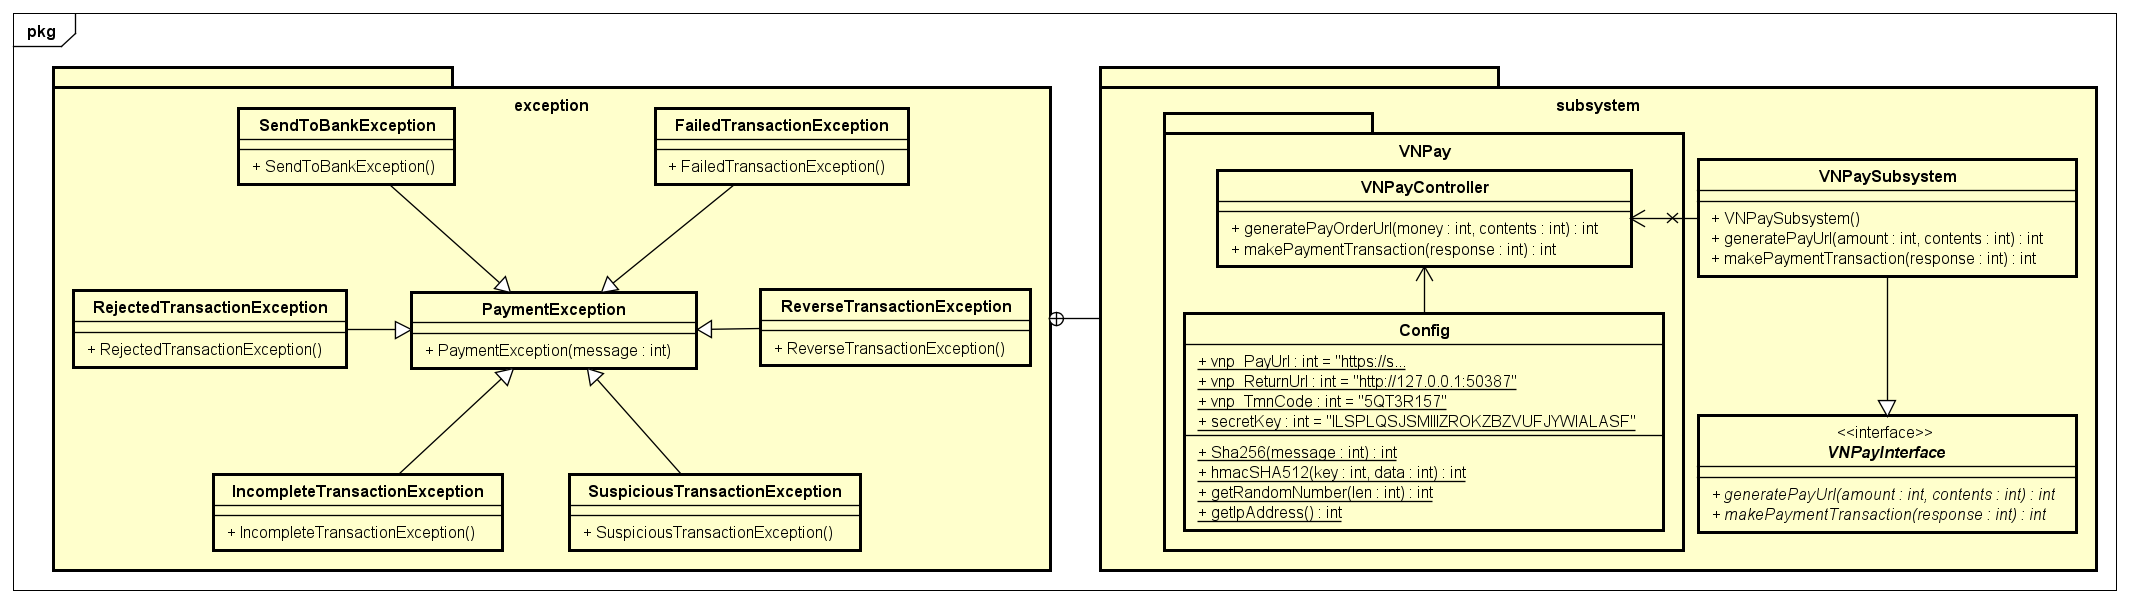 pkg
exception
SendToBankException
+ SendToBankException()
FailedTransactionException
+ FailedTransactionException()
RejectedTransactionException
+ RejectedTransactionException()
PaymentException
+ PaymentException(message : int)
ReverseTransactionException
+ ReverseTransactionException()
IncompleteTransactionException
+ IncompleteTransactionException()
SuspiciousTransactionException
+ SuspiciousTransactionException()
subsystem
VNPay
VNPayController
+ generatePayOrderUrl(money : int, contents : int) : int
+ makePaymentTransaction(response : int) : int
Config
+ vnp_PayUrl : int = "https://s...
+ vnp_ReturnUrl : int = "http://127.0.0.1:50387"
+ vnp_TmnCode : int = "5QT3R157"
+ secretKey : int = "ILSPLQSJSMIIIZROKZBZVUFJYWIALASF"
+ Sha256(message : int) : int
+ hmacSHA512(key : int, data : int) : int
+ getRandomNumber(len : int) : int
+ getIpAddress() : int
VNPaySubsystem
+ VNPaySubsystem()
+ generatePayUrl(amount : int, contents : int) : int
+ makePaymentTransaction(response : int) : int
<<interface>>
VNPayInterface
+ generatePayUrl(amount : int, contents : int) : int
+ makePaymentTransaction(response : int) : int